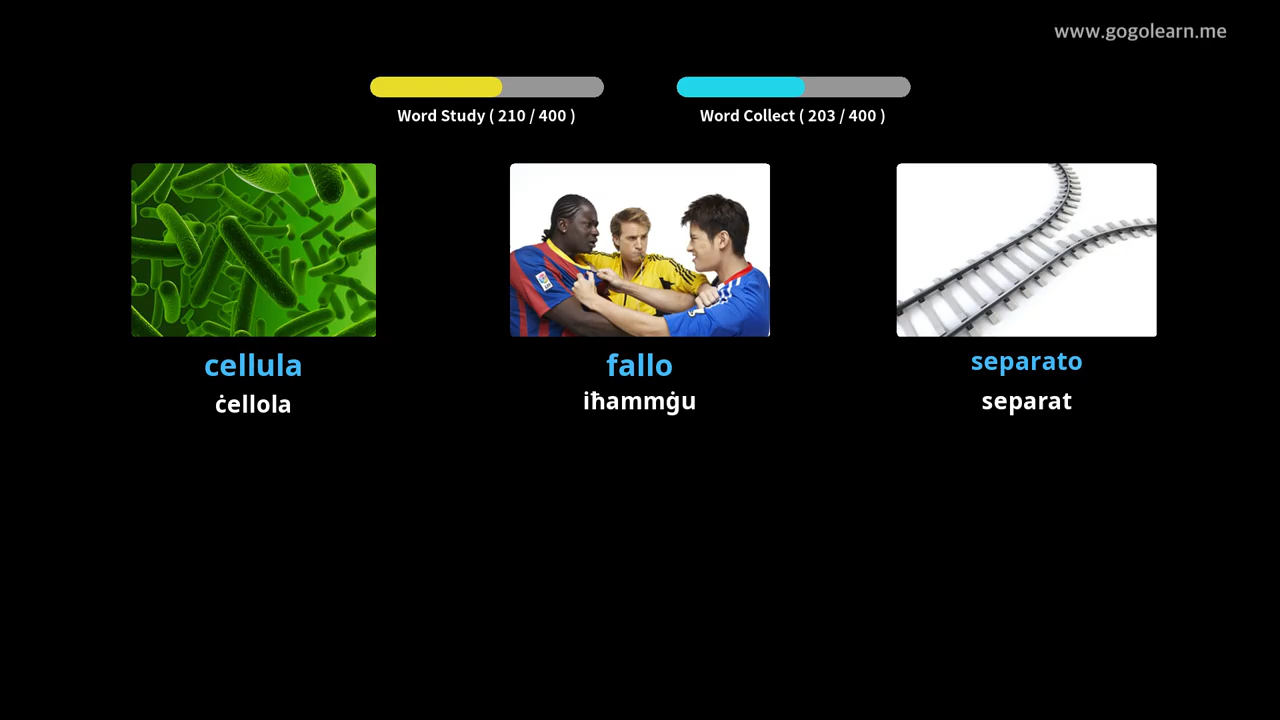 www.gogolearn.me
Word Study ( 210 / 400 )
Word Collect ( 203 / 400 )
cellula
fallo
separato
ċellola
iħammġu
separat